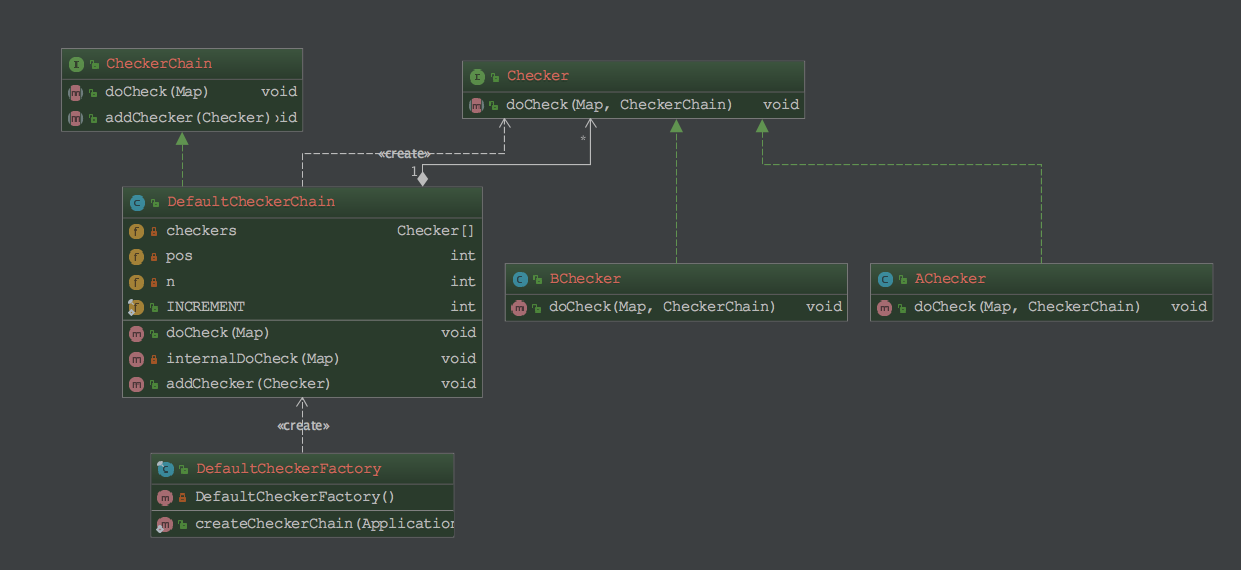 CheckerChain
doCheck(Map) void
addChecker(Checker) void
Checker
doCheck(Map, CheckerChain) void
*
«create»
1
DefaultCheckerChain
checkers Checker[]
pos int
n int
INCREMENT int
doCheck(Map) void
internalDoCheck(Map) void
addChecker(Checker) void
BChecker
doCheck(Map, CheckerChain) void
AChecker
doCheck(Map, CheckerChain) void
«create»
DefaultCheckerFactory
DefaultCheckerFactory()
createCheckerChain(Application